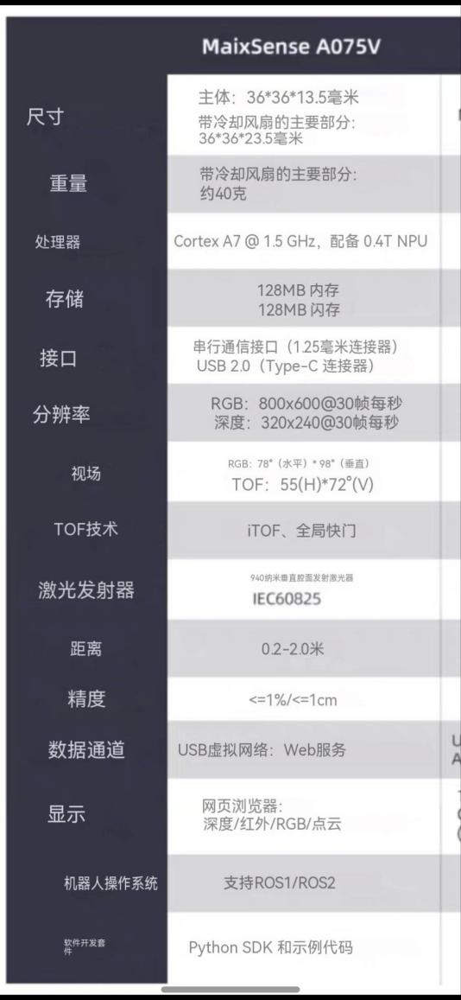 MaixSense A075V
尺寸
主体：36*36*13.5毫米
带冷却风扇的主要部分：
36*36*23.5毫米
重量
带冷却风扇的主要部分：
约40克
处理器
Cortex A7 @ 1.5 GHz，配备 0.4T NPU
存储
128MB 内存
128MB 闪存
接口
串行通信接口（1.25毫米连接器）
USB 2.0（Type-C 连接器）
分辨率
RGB：800x600@30帧每秒
深度：320x240@30帧每秒
视场
RGB：78°（水平）* 98°（垂直）
TOF：55(H)*72°(V)
TOF技术
iTOF、全局快门
激光发射器
940纳米垂直腔面发射激光器
IEC60825
距离
0.2-2.0米
精度
<=1%/<=1cm
数据通道
USB虚拟网络：Web服务
显示
网页浏览器：
深度/红外/RGB/点云
机器人操作系统
支持ROS1/ROS2
软件开发套
件
Python SDK 和示例代码